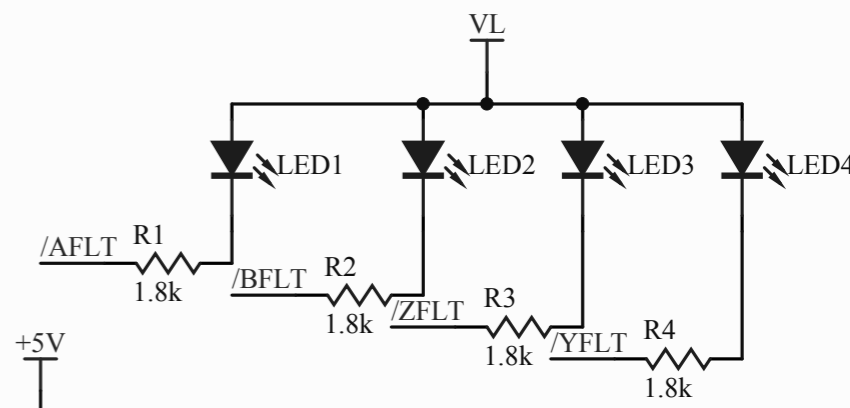 VL
LED1
LED2
LED3
LED4
/AFLT
R1
1.8k
/BFLT
R2
1.8k
/ZFLT
R3
1.8k
/YFLT
R4
1.8k
+5V